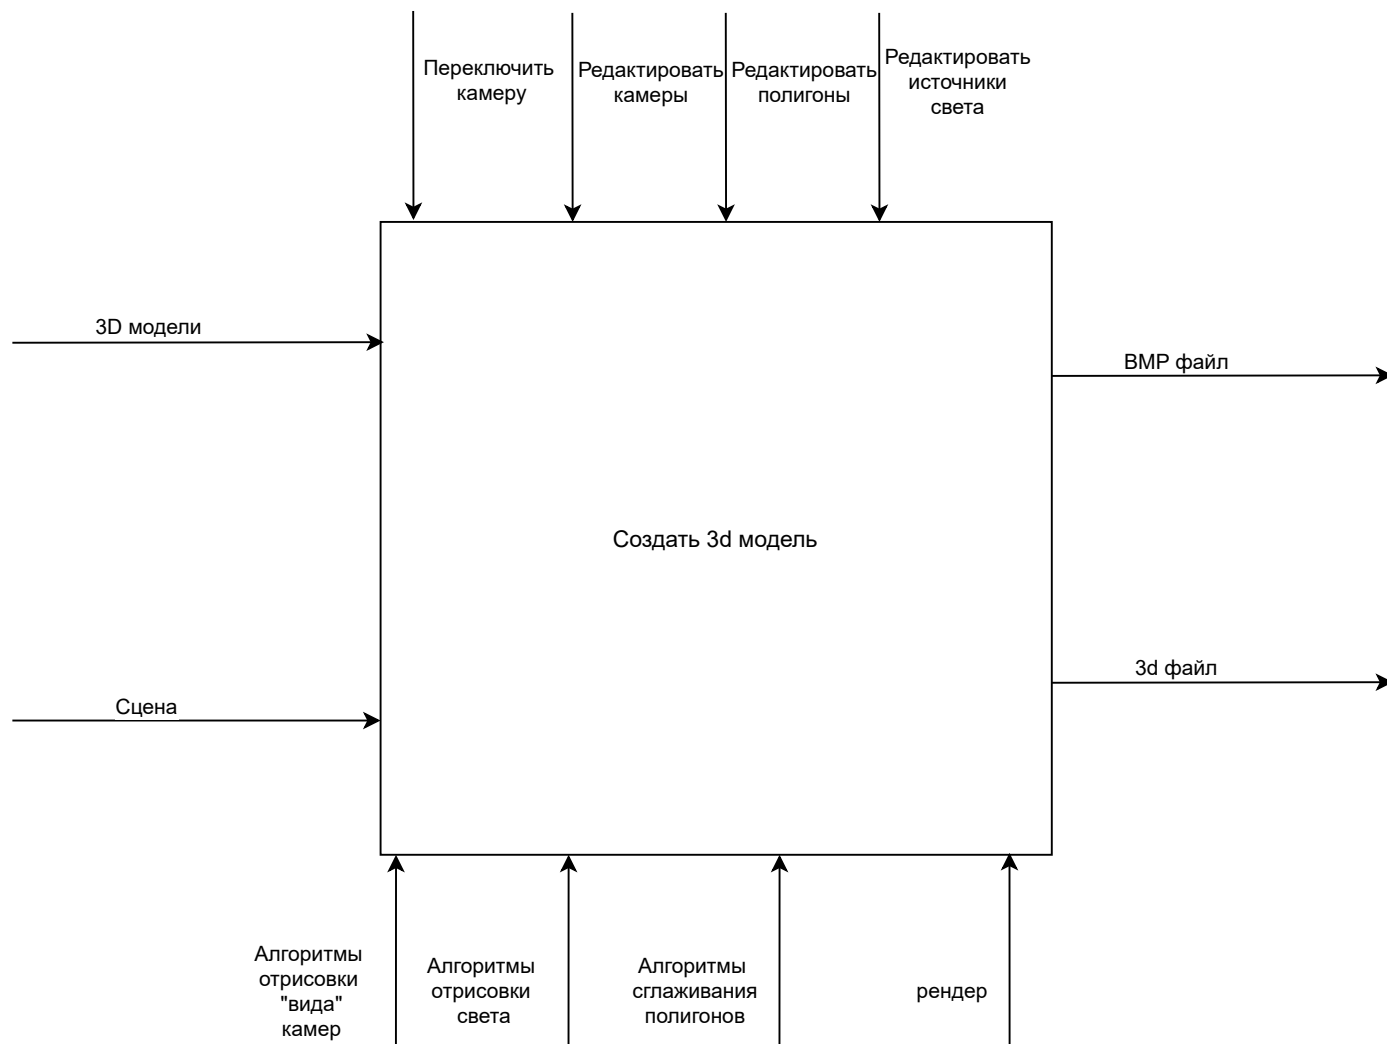 Переключить
камеру
Редактировать
камеры
Редактировать
полигоны
Редактировать
источники
света
3D модели
BMP файл
Создать 3d модель
3d файл
Сцена
Алгоритмы
отрисовки
"вида"
камер
Алгоритмы
отрисовки
света
Алгоритмы
сглаживания
полигонов
рендер